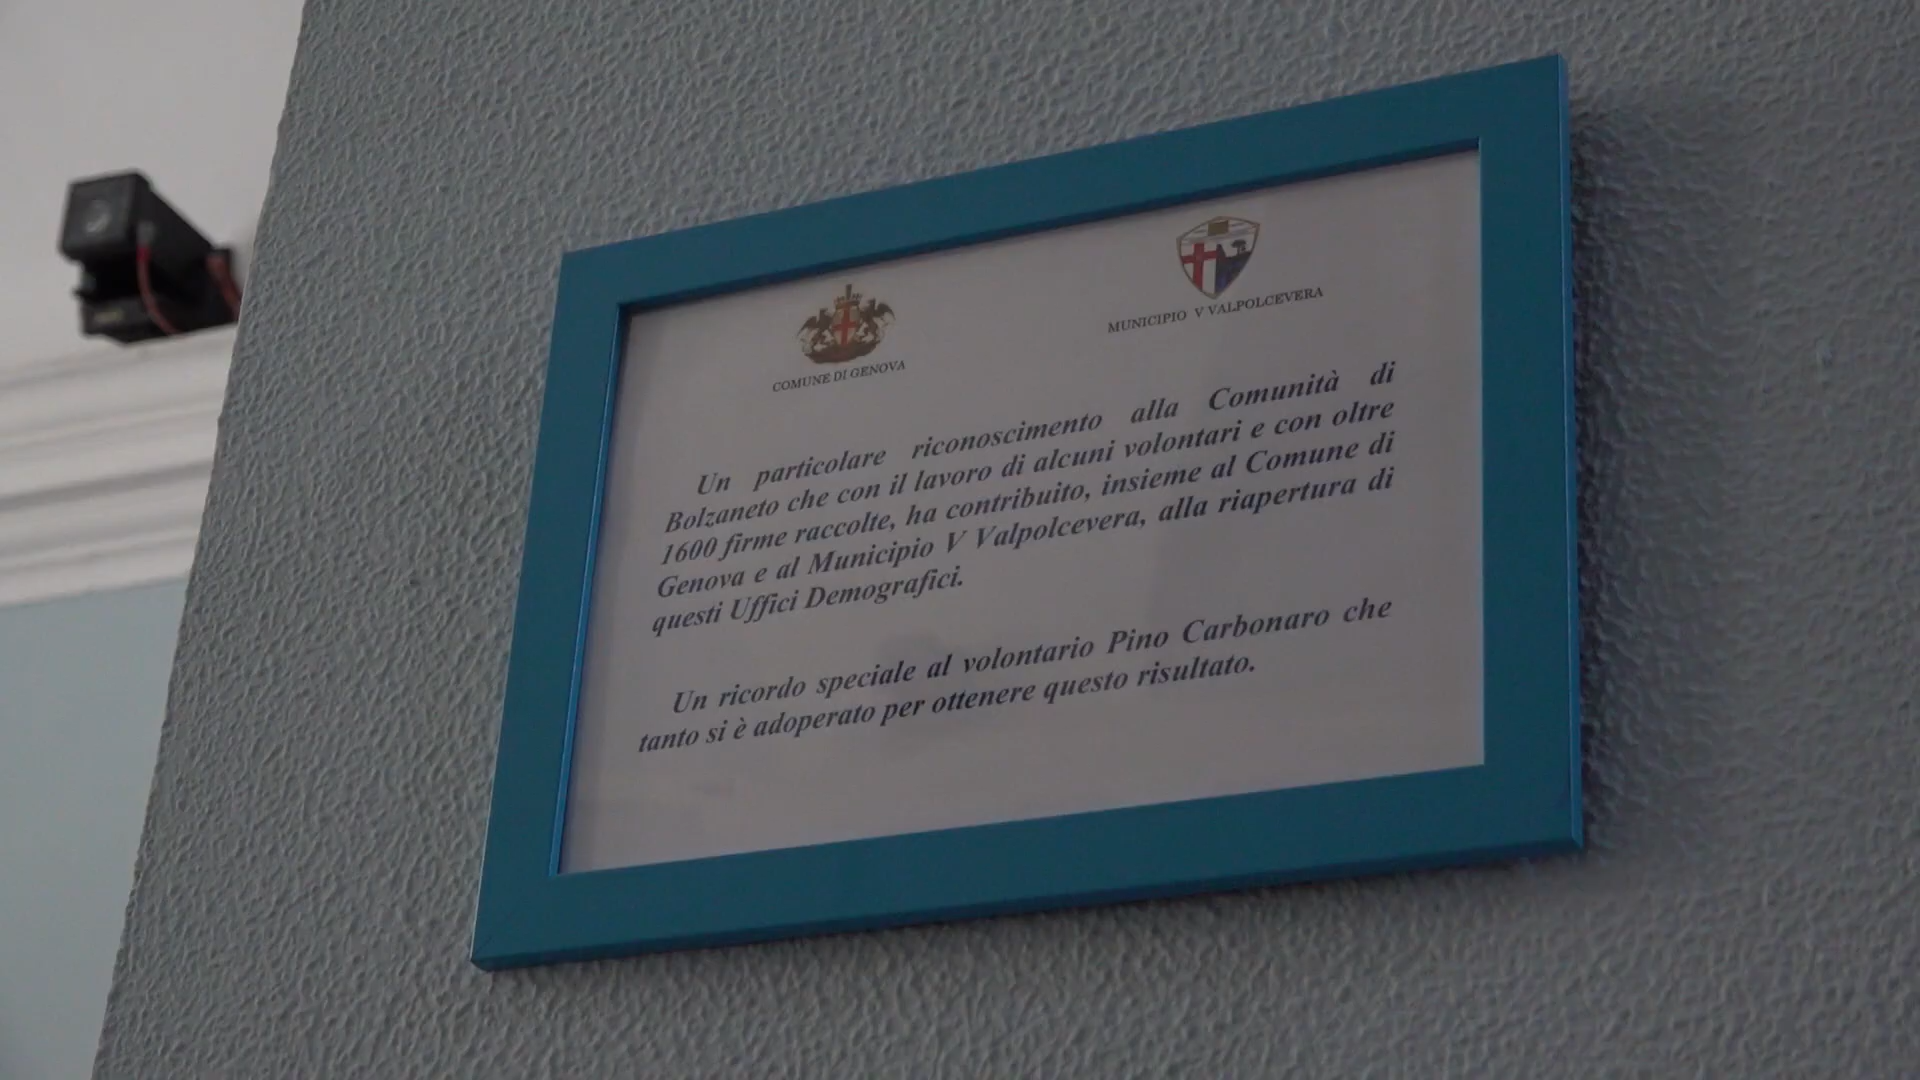 COMUNE DI GENOVA
MUNICIPIO V VALPOLCEVERA
Un particolare riconoscimento alla Comunità di
Bolzaneto che con il lavoro di alcuni volontari e con oltre
1600 firme raccolte, ha contribuito, insieme al Comune di
Genova e al Municipio V Valpolcevera, alla riapertura di
questi Uffici Demografici.
Un ricordo speciale al volontario Pino Carbonaro che
tanto si è adoperato per ottenere questo risultato.